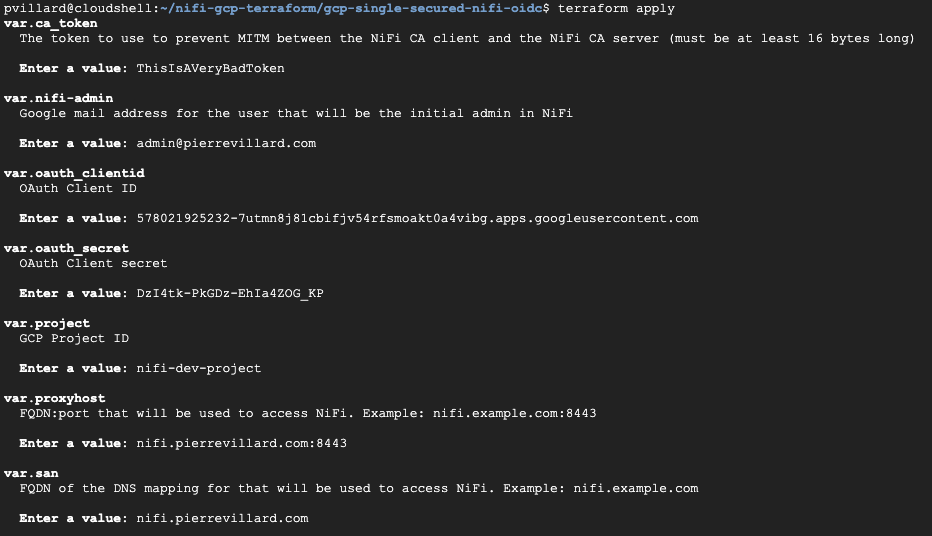 pvillard@cloudshell:~/nifi-gcp-terraform/gcp-single-secured-nifi-oidc$ terraform apply
var.ca_token
The token to use to prevent MITM between the NiFi CA client and the NiFi CA server (must be at least 16 bytes long)
Enter a value: ThisIsAVeryBadToken
var.nifi-admin
Google mail address for the user that will be the initial admin in NiFi
Enter a value: admin@pierrevillard.com
var.oauth_clientid
OAuth Client ID
Enter a value: 578021925232-7utmn8j81cbifjv54rfsmoakt0a4vibg.apps.googleusercontent.com
var.oauth_secret
OAuth Client secret
Enter a value: DzI4tk-PkGDz-EhIa4ZOG_KP
var.project
GCP Project ID
Enter a value: nifi-dev-project
var.proxyhost
FQDN:port that will be used to access NiFi. Example: nifi.example.com:8443
Enter a value: nifi.pierrevillard.com:8443
var.san
FQDN of the DNS mapping for that will be used to access NiFi. Example: nifi.example.com
Enter a value: nifi.pierrevillard.com